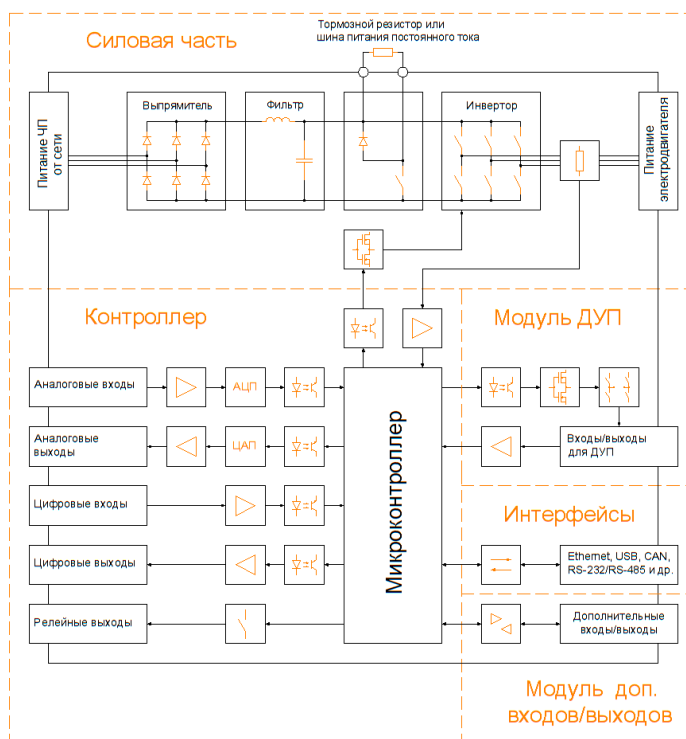 Силовая часть
Тормозной резистор или
шина питания постоянного тока
Питание ЧП
от сети
Выпрямитель
Фильтр
Инвертор
Питание
электродвигателя
Контроллер
Модуль ДУП
Аналоговые входы
АЦП
Аналоговые
выходы
ЦАП
Микроконтроллер
Входы/выходы
для ДУП
Цифровые входы
Интерфейсы
Цифровые выходы
Ethernet, USB, CAN,
RS-232/RS-485 и др.
Релейные выходы
Дополнительные
входы/выходы
Модуль доп.
входов/выходов